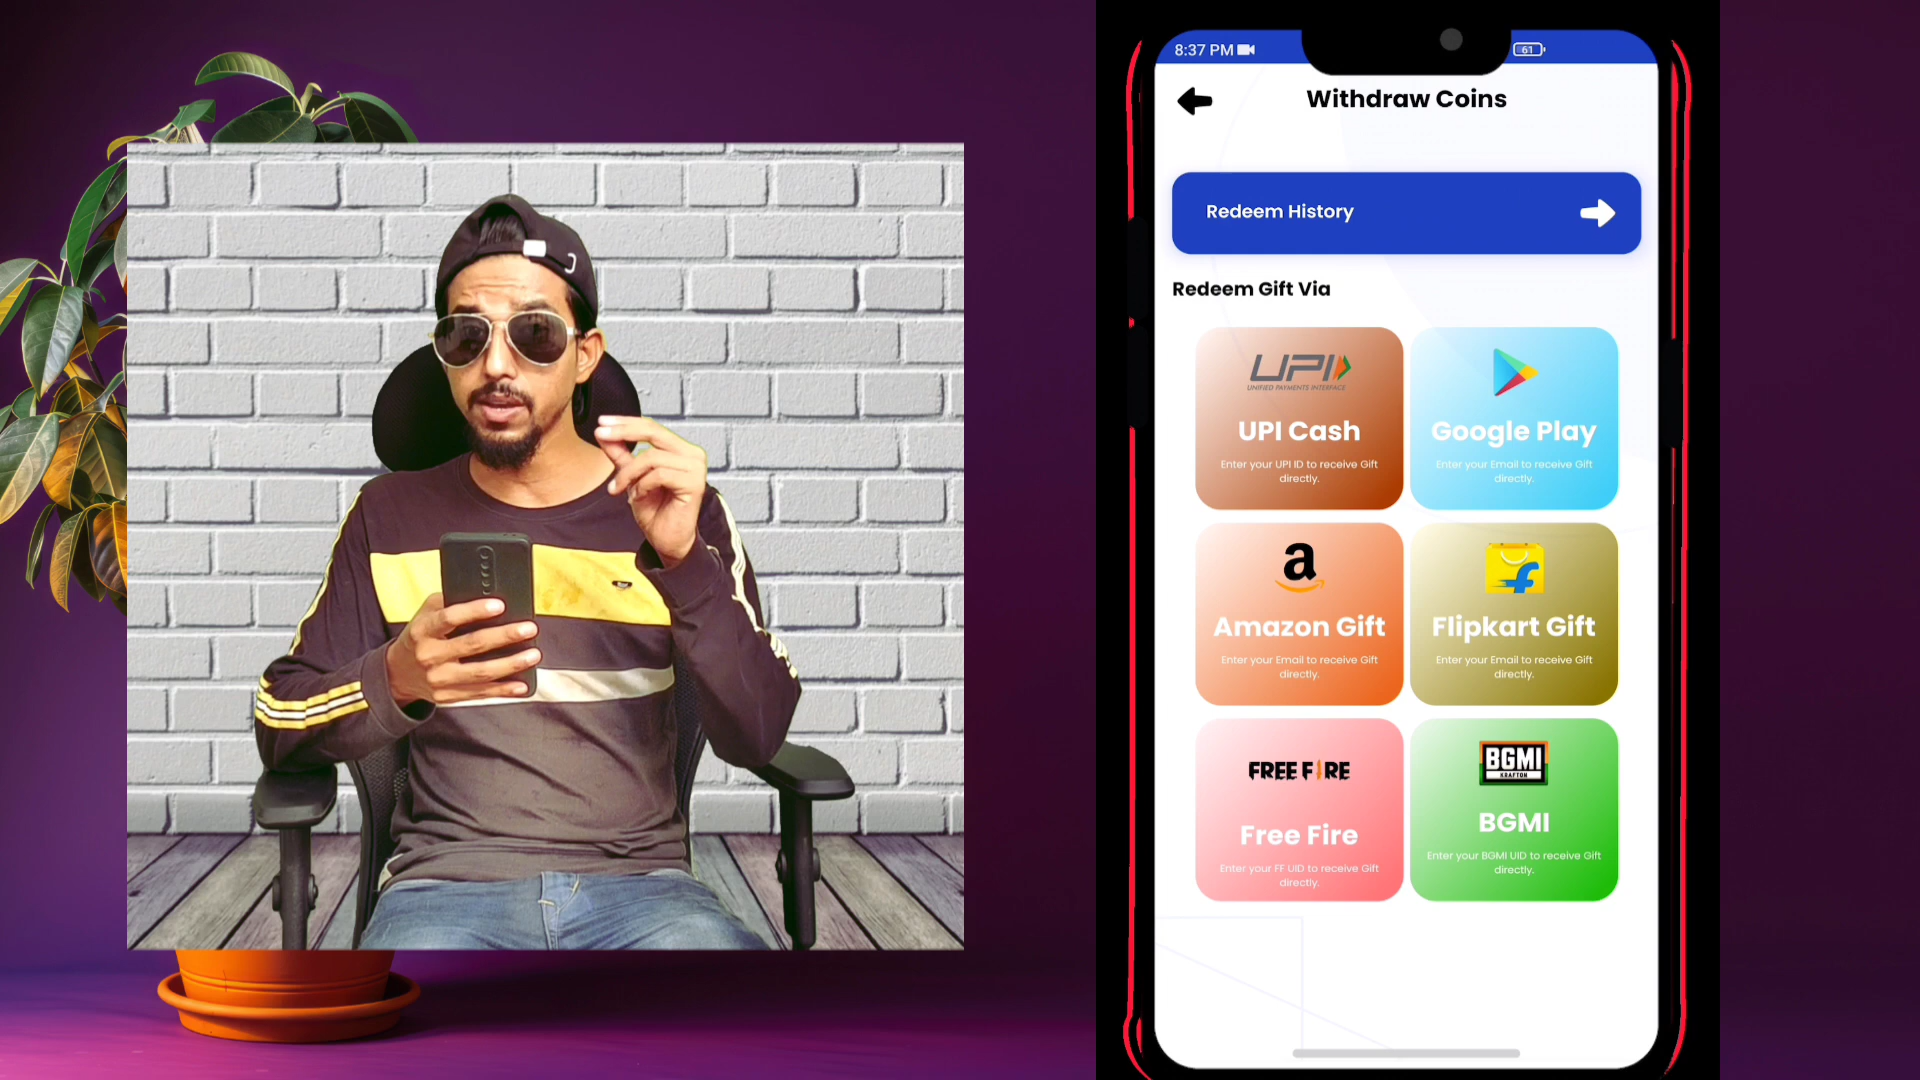 8:37 PM
61
Withdraw Coins
Redeem History
Redeem Gift Via
UPI
UNIFIED PAYMENTS INTERFACE
UPI Cash
Enter your UPI ID to receive Gift
directly.
Google Play
Enter your Email to receive Gift
directly.
a
Amazon Gift
Enter your Email to receive Gift
directly.
f
Flipkart Gift
Enter your Email to receive Gift
directly.
FREE FIRE
Free Fire
Enter your FF UID to receive Gift
directly.
BGMI
KRAFTON
BGMI
Enter your BGMI UID to receive Gift
directly.